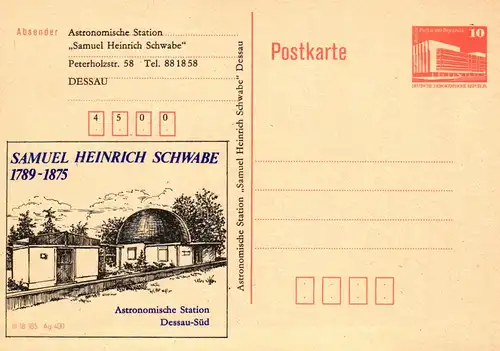 Absender
Astronomische Station
„Samuel Heinrich Schwabe"
Peterholzstr. 58 Tel. 881858
DESSAU
4 5 0 0
SAMUEL HEINRICH SCHWABE
1789-1875
Astronomische Station
Dessau-Süd
Astronomische Station „Samuel Heinrich Schwabe" Dessau
Postkarte
10
DEUTSCHE DEMOKRATISCHE REPUBLIK